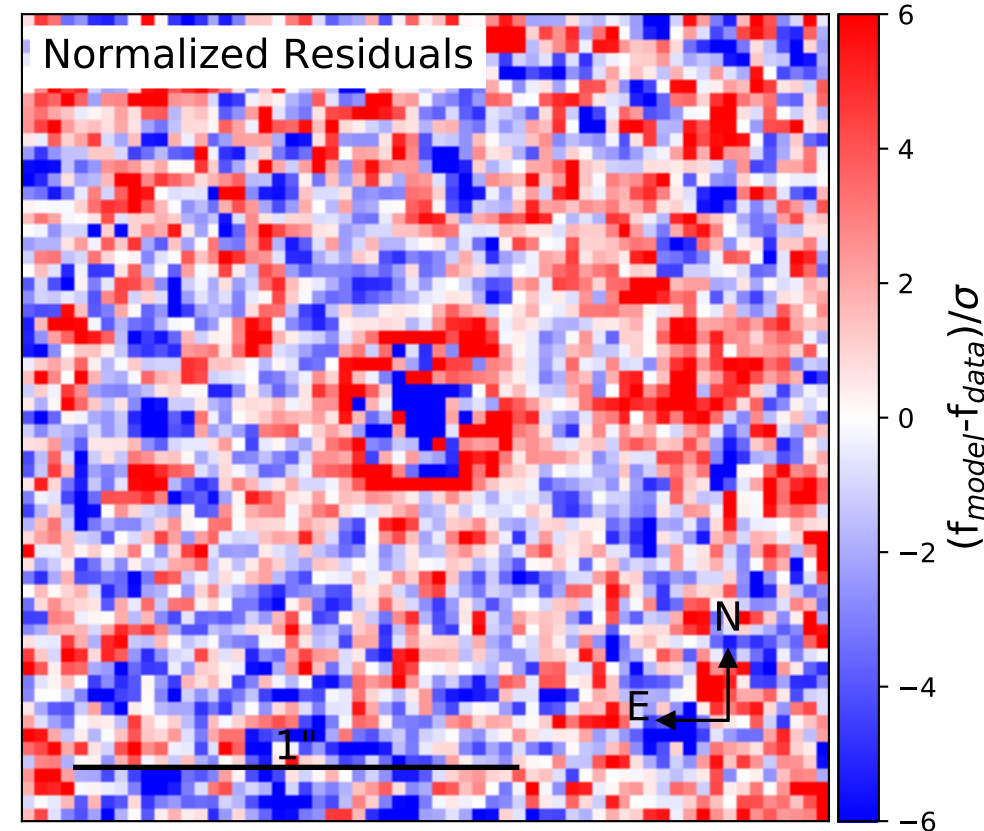 Normalized Residuals
6
4
2
0
−2
−4
−6
(f_model-f_data)/σ
N
E
1"